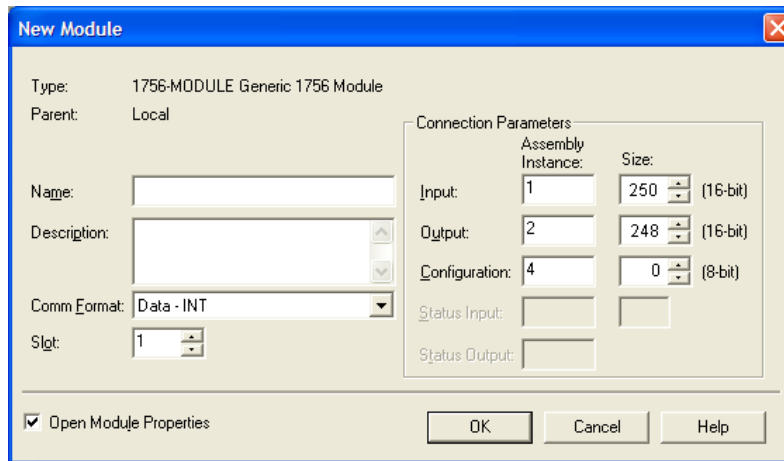 New Module
Type: 1756-MODULE Generic 1756 Module
Parent: Local
Connection Parameters
Assembly Instance: Size:
Name: Input: 1 250 (16-bit)
Description: Output: 2 248 (16-bit)
Configuration: 4 0 (8-bit)
Comm Format: Data - INT
Status Input:
Slot: 1
Status Output:
Open Module Properties OK Cancel Help